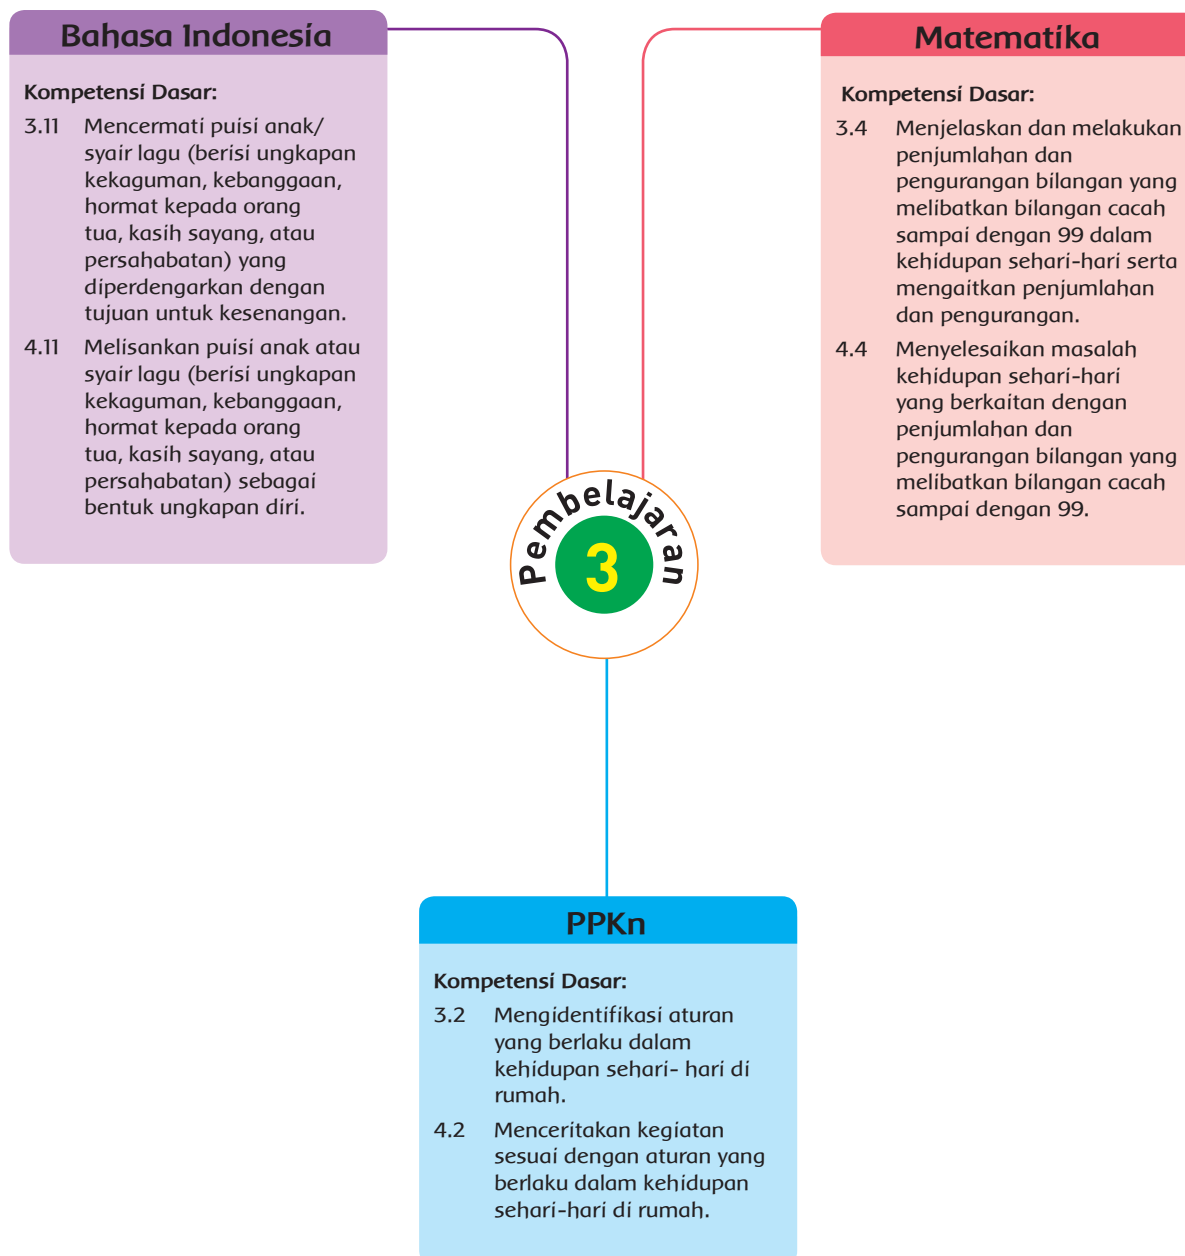 Bahasa Indonesia
Kompetensi Dasar:
3.11 Mencermati puisi anak/
syair lagu (berisi ungkapan
kekaguman, kebanggaan,
hormat kepada orang
tua, kasih sayang, atau
persahabatan) yang
diperdengarkan dengan
tujuan untuk kesenangan.
4.11 Melisankan puisi anak atau
syair lagu (berisi ungkapan
kekaguman, kebanggaan,
hormat kepada orang
tua, kasih sayang, atau
persahabatan) sebagai
bentuk ungkapan diri.
Matematika
Kompetensi Dasar:
3.4 Menjelaskan dan melakukan
penjumlahan dan
pengurangan bilangan yang
melibatkan bilangan cacah
sampai dengan 99 dalam
kehidupan sehari-hari serta
mengaitkan penjumlahan
dan pengurangan.
4.4 Menyelesaikan masalah
kehidupan sehari-hari
yang berkaitan dengan
penjumlahan dan
pengurangan bilangan yang
melibatkan bilangan cacah
sampai dengan 99.
Pembelajaran
3
PPKn
Kompetensi Dasar:
3.2 Mengidentifikasi aturan
yang berlaku dalam
kehidupan sehari- hari di
rumah.
4.2 Menceritakan kegiatan
sesuai dengan aturan yang
berlaku dalam kehidupan
sehari-hari di rumah.